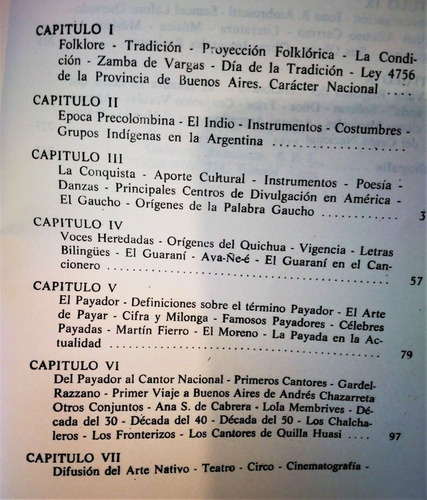 CAPITULO I
Folklore - Tradición - Proyección Folklórica - La Condi-
ción - Zamba de Vargas - Día de la Tradición - Ley 4756
de la Provincia de Buenos Aires. Carácter Nacional ....
CAPITULO II
Epoca Precolombina - El Indio - Instrumentos - Costumbres -
Grupos Indígenas en la Argentina ....................
CAPITULO III
La Conquista - Aporte Cultural - Instrumentos - Poesía -
Danzas - Principales Centros de Divulgación en América -
El Gaucho - Orígenes de la Palabra Gaucho ........ 3
CAPITULO IV
Voces Heredadas - Orígenes del Quichua - Vigencia - Letras
Bilingües - El Guaraní - Ava-Ñe-é - El Guaraní en el Can-
cionero .................................... 57
CAPITULO V
El Payador - Definiciones sobre el término Payador - El Arte
de Payar - Cifra y Milonga - Famosos Payadores - Célebres
Payadas - Martín Fierro - El Moreno - La Payada en la Ac-
tualidad .................................... 79
CAPITULO VI
Del Payador al Cantor Nacional - Primeros Cantores - Gardel-
Razzano - Primer Viaje a Buenos Aires de Andrés Chazarreta
Otros Conjuntos - Ana S. de Cabrera - Lola Membrives - Dé-
cada del 30 - Década del 40 - Década del 50 - Los Chalcha-
leros - Los Fronterizos - Los Cantores de Quilla Huasi .... 97
CAPITULO VII
Difusión del Arte Nativo - Teatro - Circo - Cinematografía -